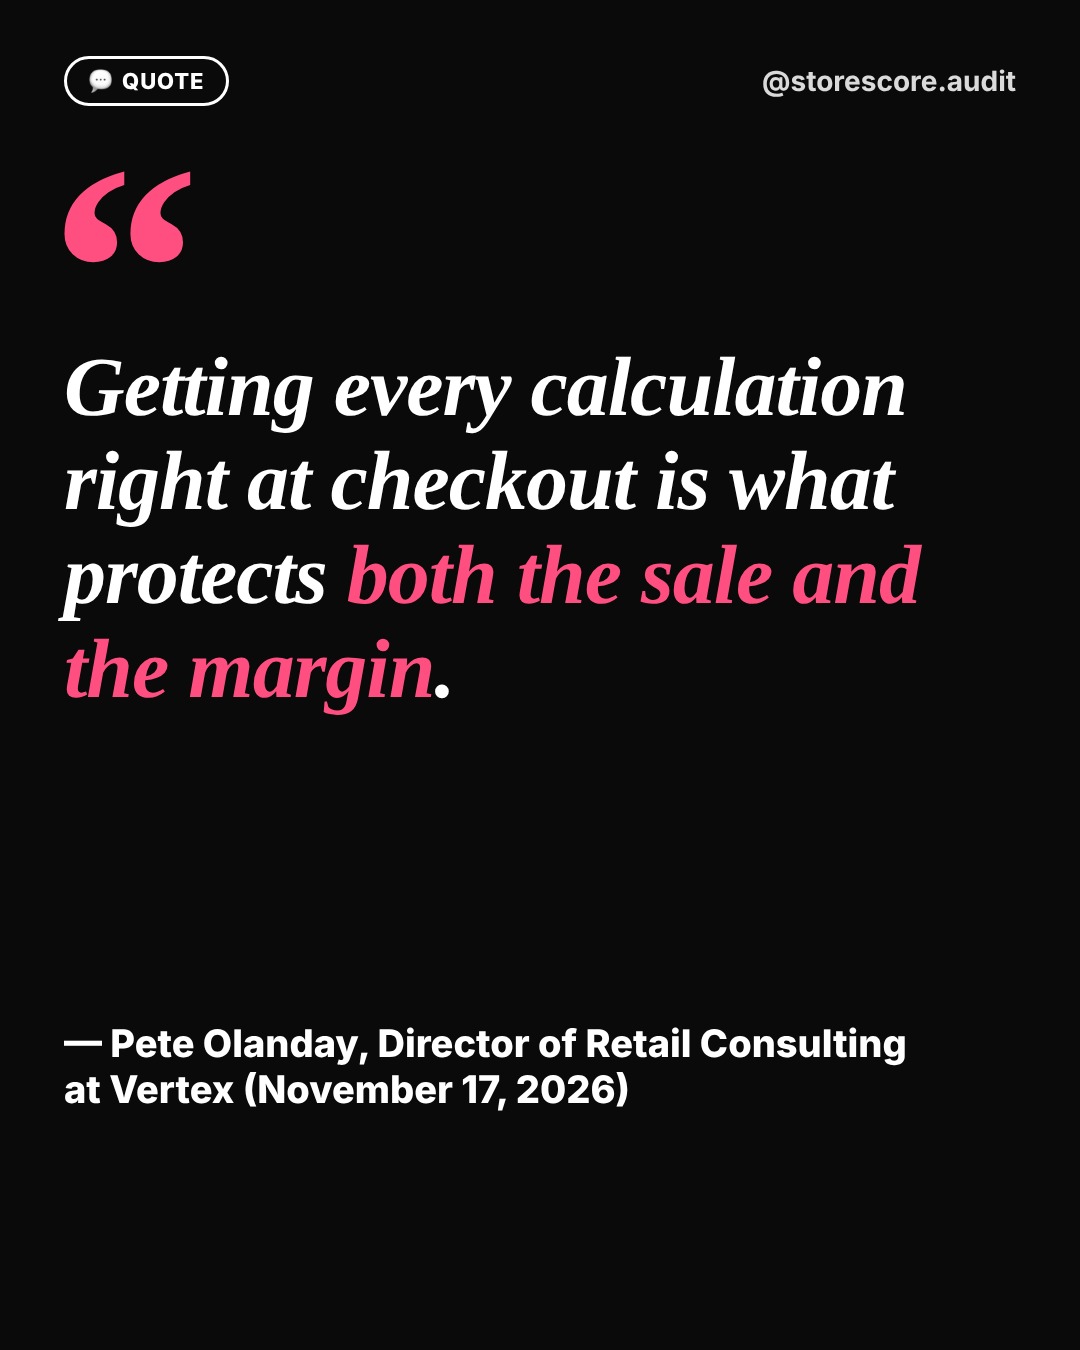 💬 QUOTE
@storescore.audit
“
Getting every calculation
right at checkout is what
protects both the sale and
the margin.
— Pete Olanday, Director of Retail Consulting
at Vertex (November 17, 2026)